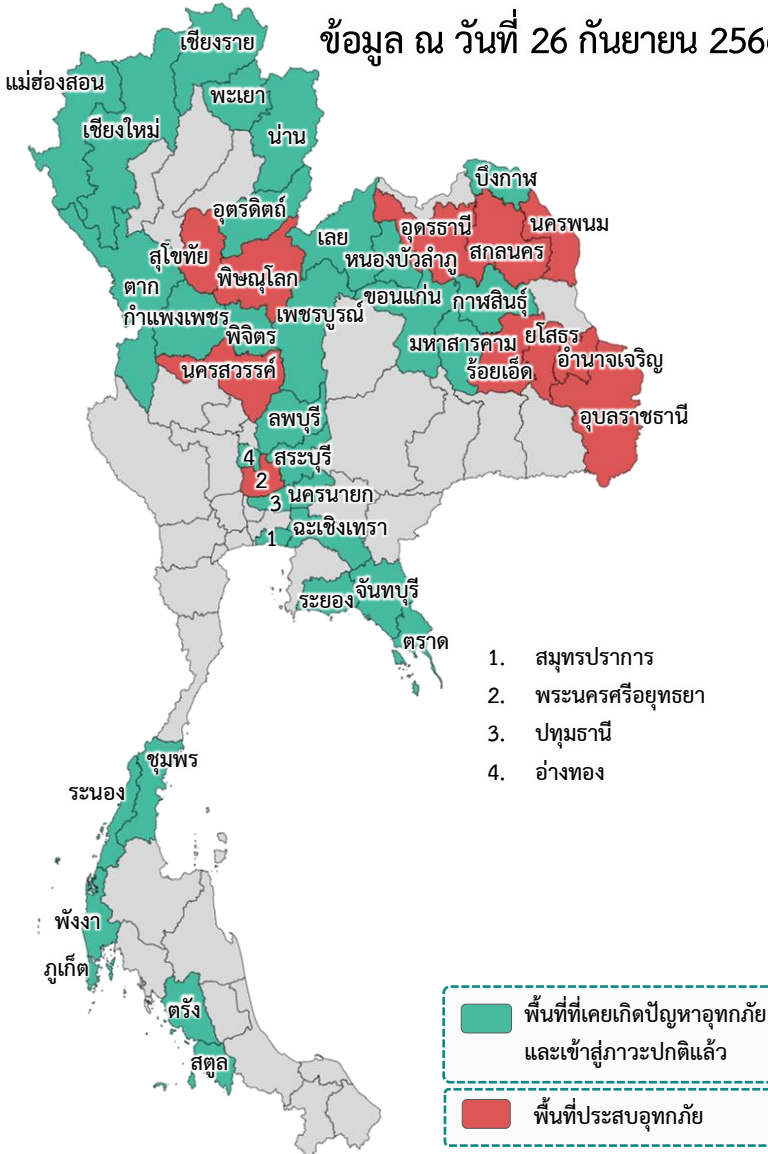 ข้อมูล ณ วันที่ 26 กันยายน 256
เชียงราย
แม่ฮ่องสอน
พะเยา
เชียงใหม่
น่าน
บึงกาฬ
อุตรดิตถ์
นครพนม
อุดรธานี
เลย
สกลนคร
สุโขทัย
หนองบัวลำภู
พิษณุโลก
ตาก
ขอนแก่น
กาฬสินธุ์
กำแพงเพชร
เพชรบูรณ์
พิจิตร
ยโสธร
มหาสารคาม
อำนาจเจริญ
นครสวรรค์
ร้อยเอ็ด
ลพบุรี
อุบลราชธานี
4
สระบุรี
2
นครนายก
3
ฉะเชิงเทรา
1
ระยอง
จันทบุรี
ตราด
1. สมุทรปราการ
2. พระนครศรีอยุทธยา
3. ปทุมธานี
4. อ่างทอง
ชุมพร
ระนอง
พังงา
ภูเก็ต
ตรัง
สตูล
พื้นที่ที่เคยเกิดปัญหาอุทกภัย
และเข้าสู่ภาวะปกติแล้ว
พื้นที่ประสบอุทกภัย